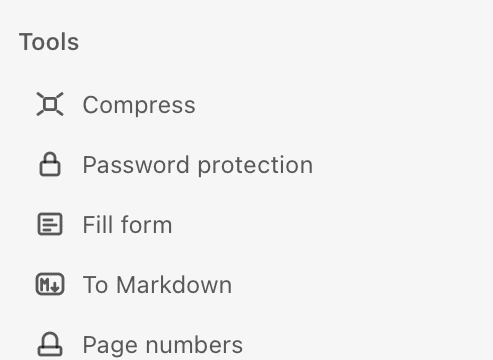 Tools
Compress
Password protection
Fill form
To Markdown
Page numbers